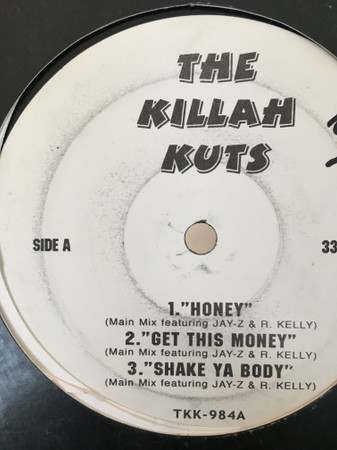 THE
KILLAH
KUTS
SIDE A
33
1."HONEY"
(Main Mix featuring JAY-Z & R. KELLY)
2."GET THIS MONEY"
(Main Mix featuring JAY-Z & R. KELLY)
3."SHAKE YA BODY"
(Main Mix featuring JAY-Z & R. KELLY)
TKK-984A